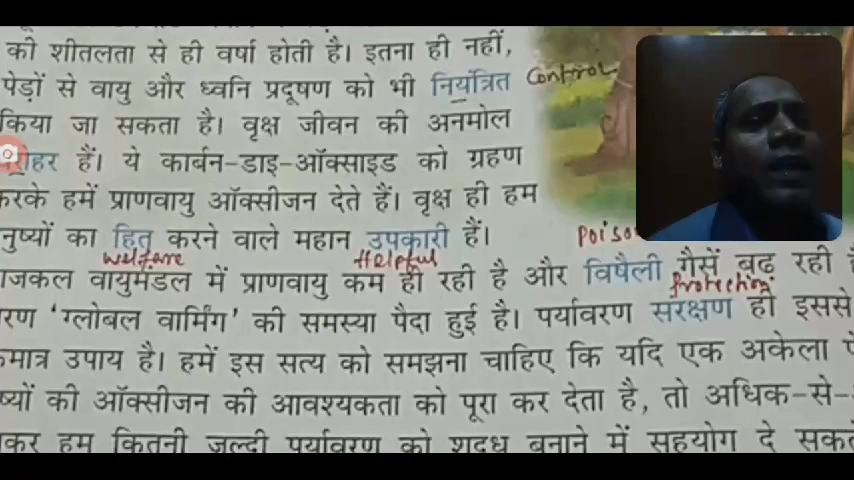 की शीतलता से ही वर्षा होती है। इतना ही नहीं,
पेड़ों से वायु और ध्वनि प्रदूषण को भी नियंत्रित Control
किया जा सकता है। वृक्ष जीवन की अनमोल
रोहर हैं। ये कार्बन-डाइ-ऑक्साइड को ग्रहण
करके हमें प्राणवायु ऑक्सीजन देते हैं। वृक्ष ही हम
नुष्यों का हित करने वाले महान उपकारी हैं। Poiso
welfare Helpful
जकल वायुमंडल में प्राणवायु कम हो रही है और विषैली गैसें बढ़ रही
Protection
रण ‘ग्लोबल वार्मिंग’ की समस्या पैदा हुई है। पर्यावरण संरक्षण ही इससे
मात्र उपाय है। हमें इस सत्य को समझना चाहिए कि यदि एक अकेला
ष्यों की ऑक्सीजन की आवश्यकता को पूरा कर देता है, तो अधिक-से-
कर हम कितनी जल्दी पर्यावरण को शुद्ध बनाने में सहयोग दे सकते